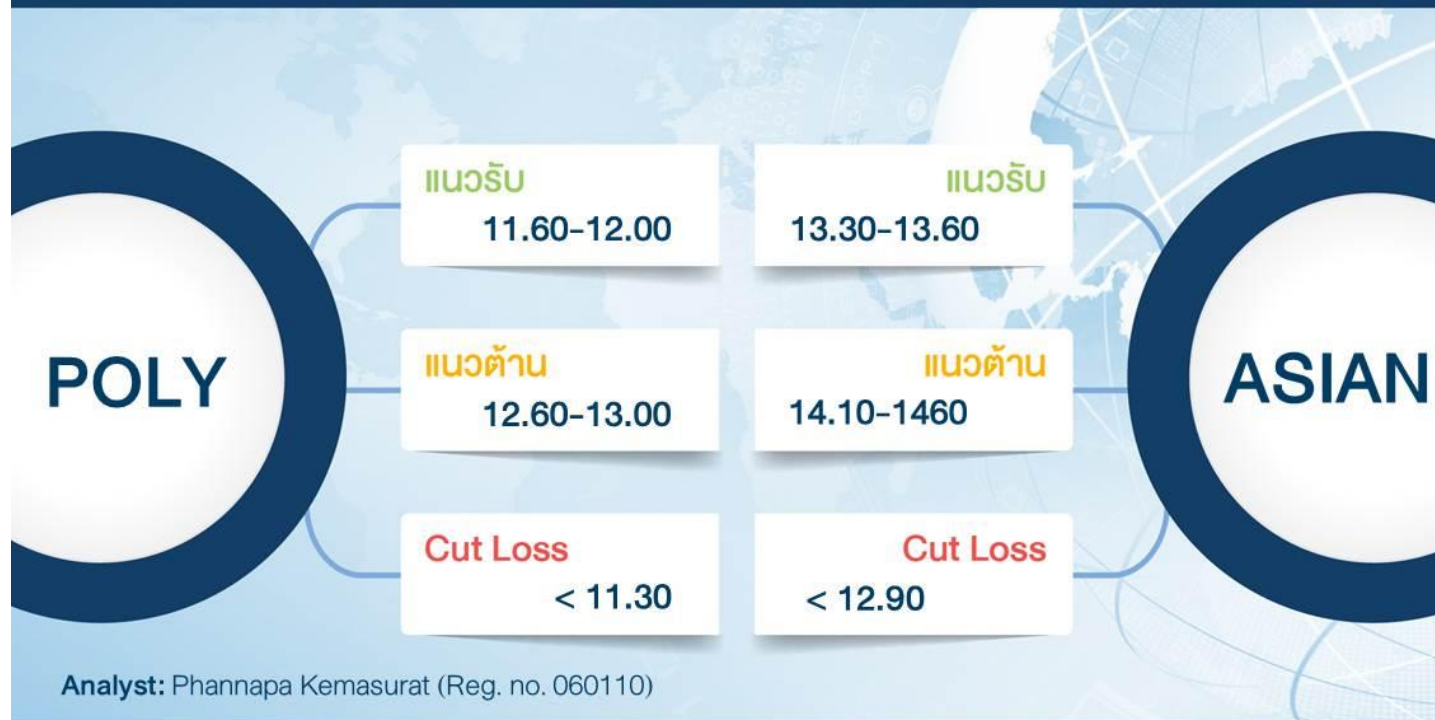 POLY
แนวรับ
11.60-12.00
แนวต้าน
12.60-13.00
Cut Loss
< 11.30
ASIAN
แนวรับ
13.30-13.60
แนวต้าน
14.10-1460
Cut Loss
< 12.90
Analyst: Phannapa Kemasurat (Reg. no. 060110)